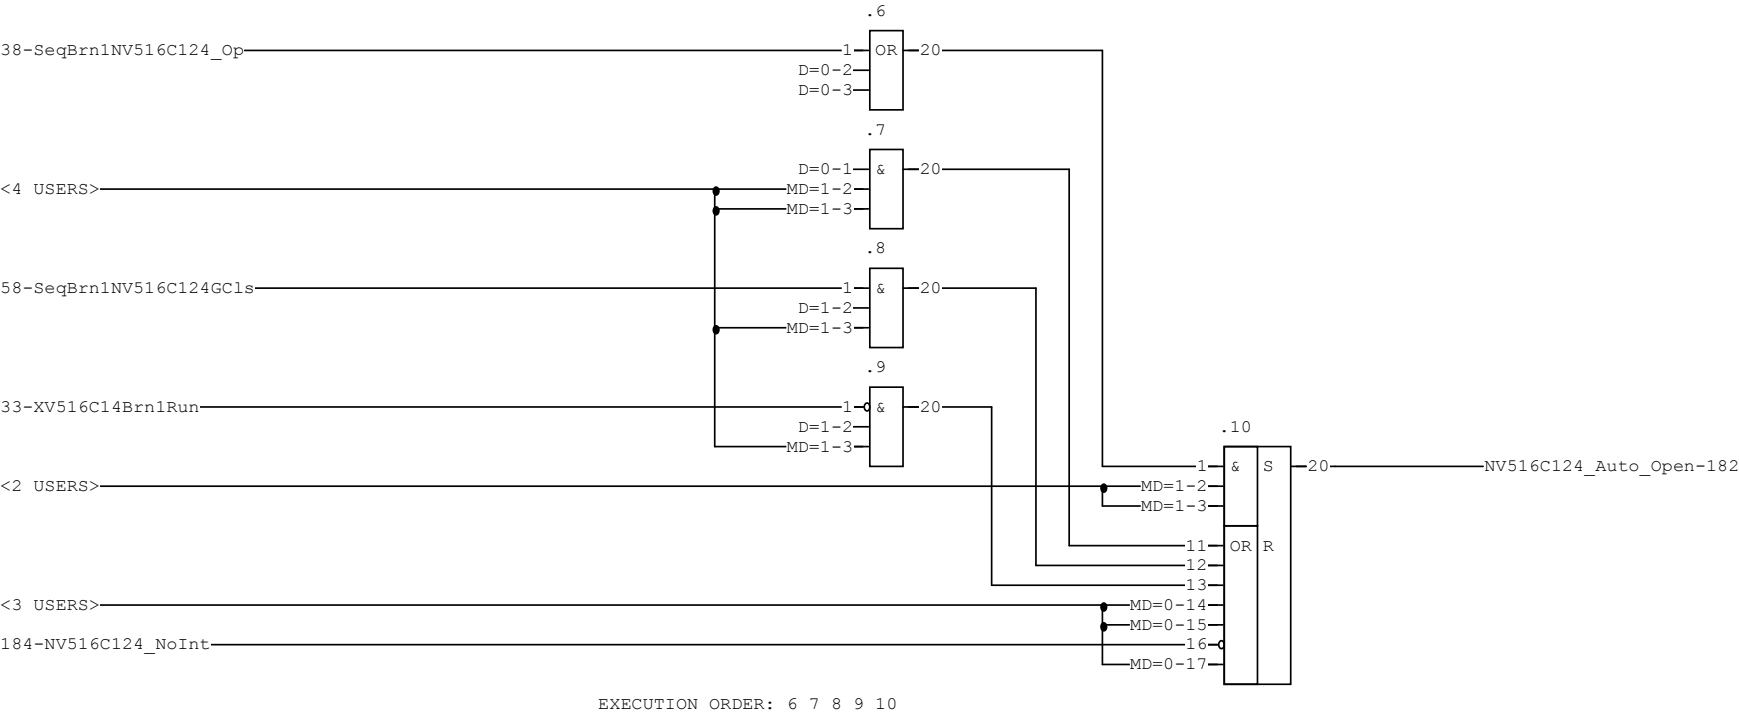 .6
38-SeqBrn1NV516C124_Op 1 OR 20
D=0-2
D=0-3
.7
D=0-1 & 20
<4 USERS> MD=1-2
MD=1-3
.8
58-SeqBrn1NV516C124GCls 1 & 20
D=1-2
MD=1-3
.9
33-XV516C14Brn1Run 1 & 20
D=1-2
MD=1-3
.10
1 & S 20 NV516C124_Auto_Open-182
<2 USERS> MD=1-2
MD=1-3
11 OR R
12
13
<3 USERS> MD=0-14
MD=0-15
184-NV516C124_NoInt 16
MD=0-17
EXECUTION ORDER: 6 7 8 9 10